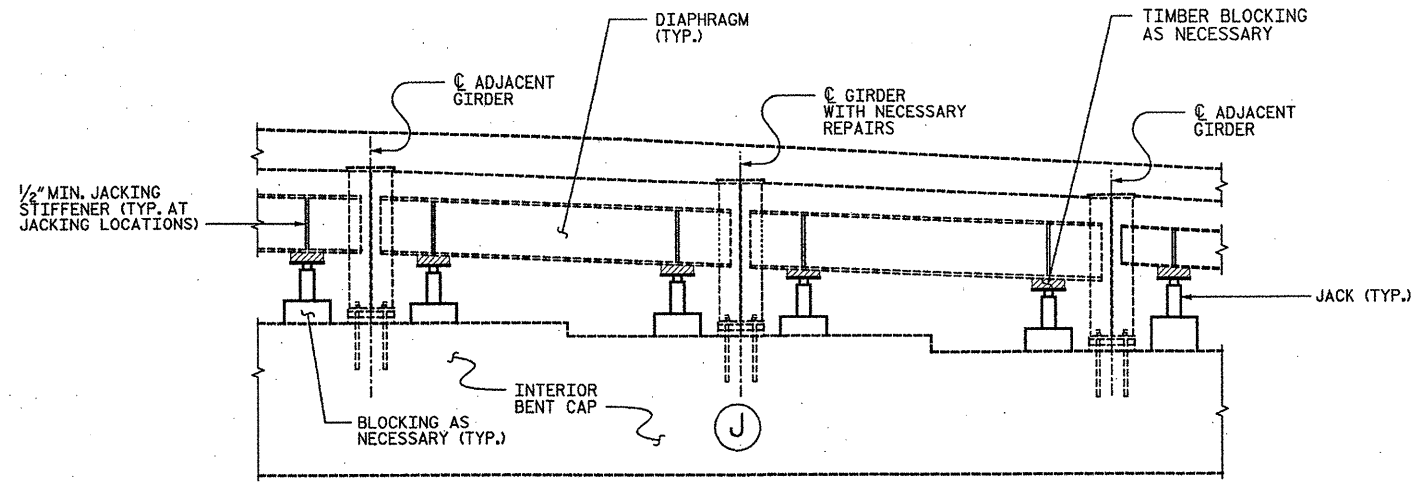 DIAPHRAGM
(TYP.)
TIMBER BLOCKING
AS NECESSARY
℄ ADJACENT
GIRDER
℄ GIRDER
WITH NECESSARY
REPAIRS
℄ ADJACENT
GIRDER
1/2" MIN. JACKING
STIFFENER (TYP. AT
JACKING LOCATIONS)
JACK (TYP.)
INTERIOR
BENT CAP
BLOCKING AS
NECESSARY (TYP.)
J